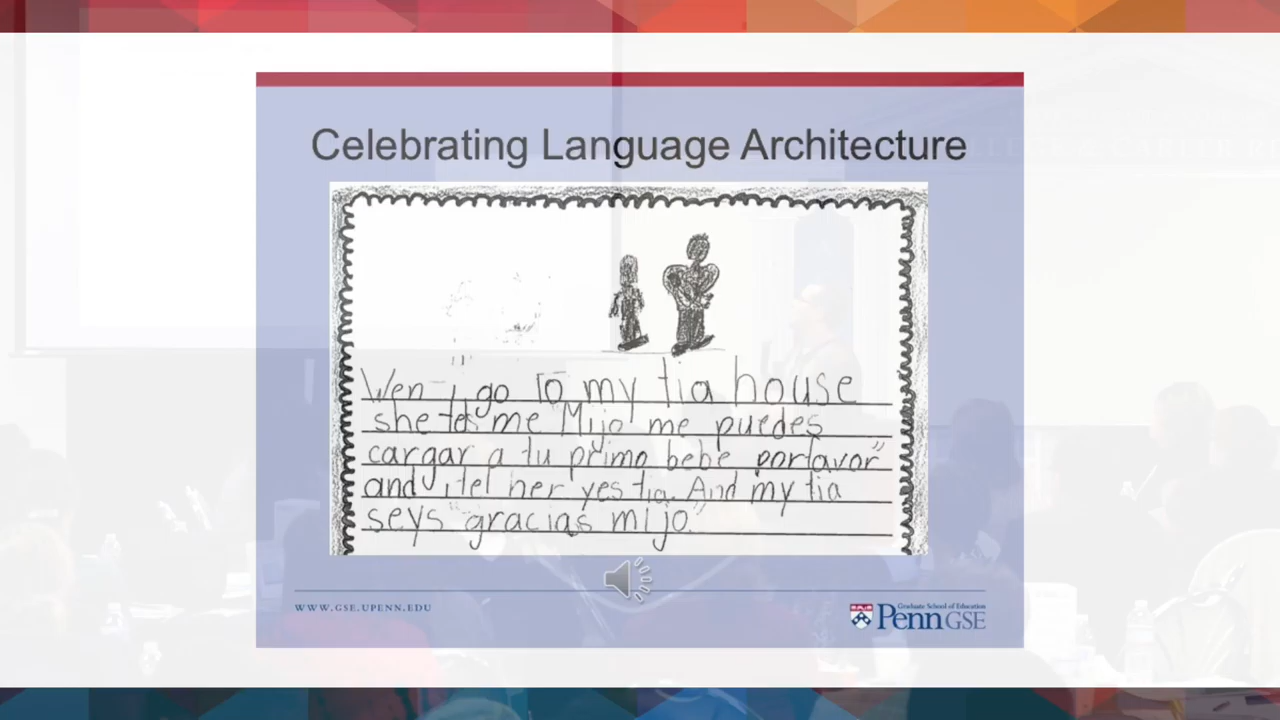 Celebrating Language Architecture
Wen i go To my tia house
she tels me "Mijo me puedes
cargar a tu primo bebe porfavor"
and i tel her yes tia. And my tia
seys "gracias mijo."
WWW.GSE.UPENN.EDU
Graduate School of Education
Penn GSE